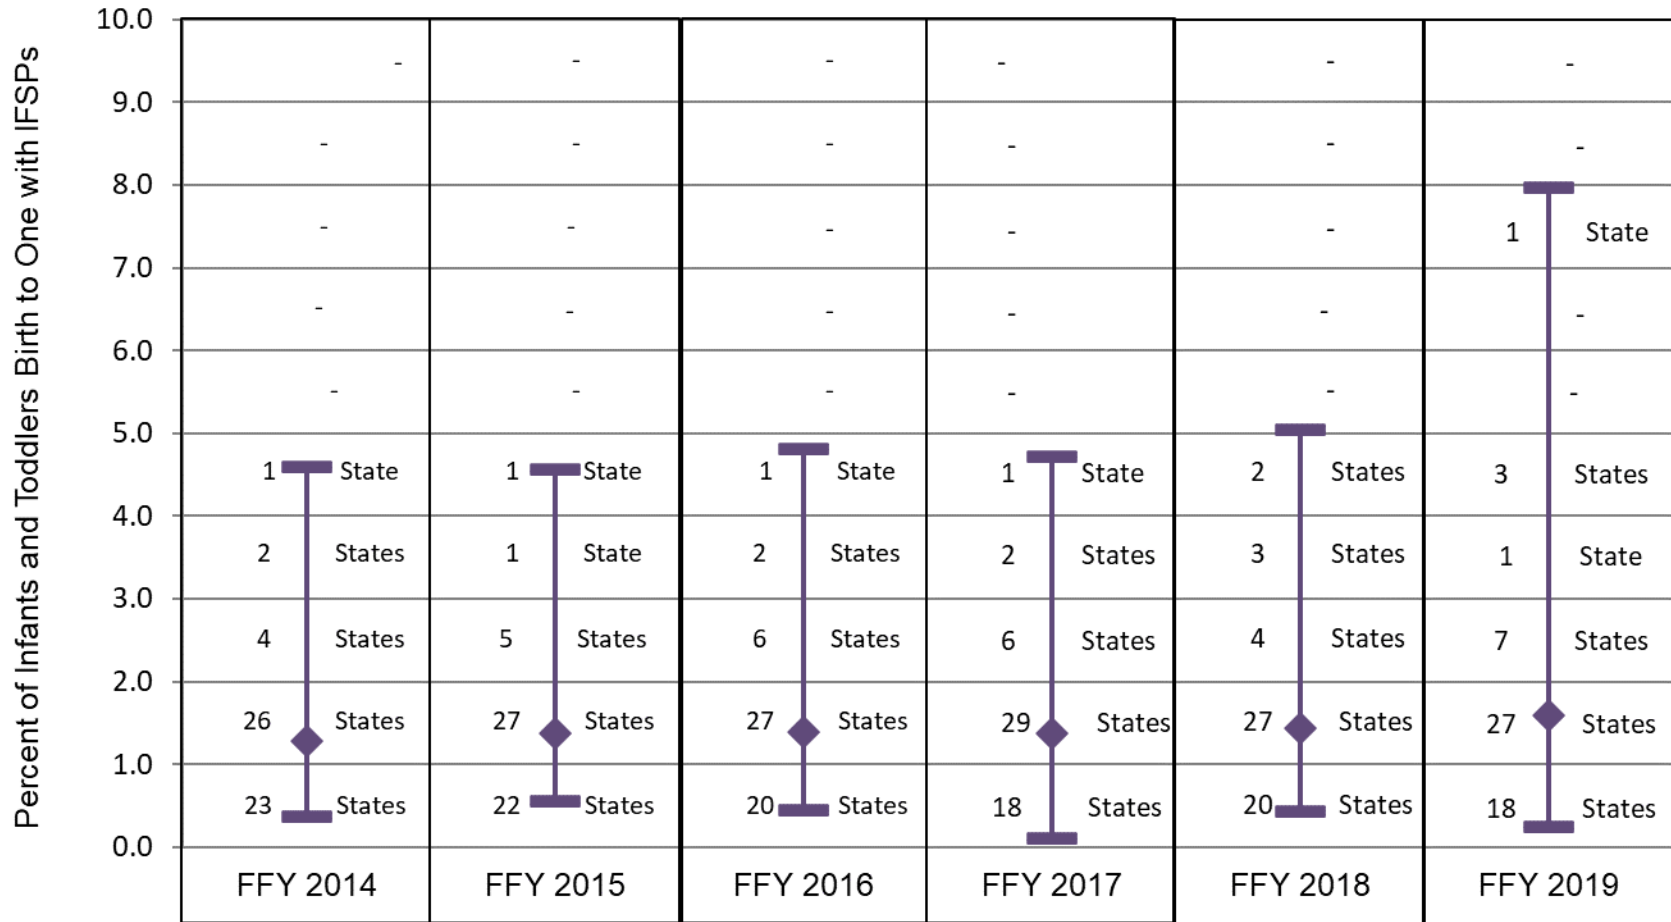 Percent of Infants and Toddlers Birth to One with IFSPs
10.0
- - - - - -
9.0
- - - - - -
8.0
- - - - - 1 State
7.0
- - - - - -
6.0
- - - - - -
5.0
1 State 1 State 1 State 1 State 2 States 3 States
4.0
2 States 1 State 2 States 2 States 3 States 1 State
3.0
4 States 5 States 6 States 6 States 4 States 7 States
2.0
26 States 27 States 27 States 29 States 27 States 27 States
1.0
23 States 22 States 20 States 18 States 20 States 18 States
0.0
FFY 2014 FFY 2015 FFY 2016 FFY 2017 FFY 2018 FFY 2019